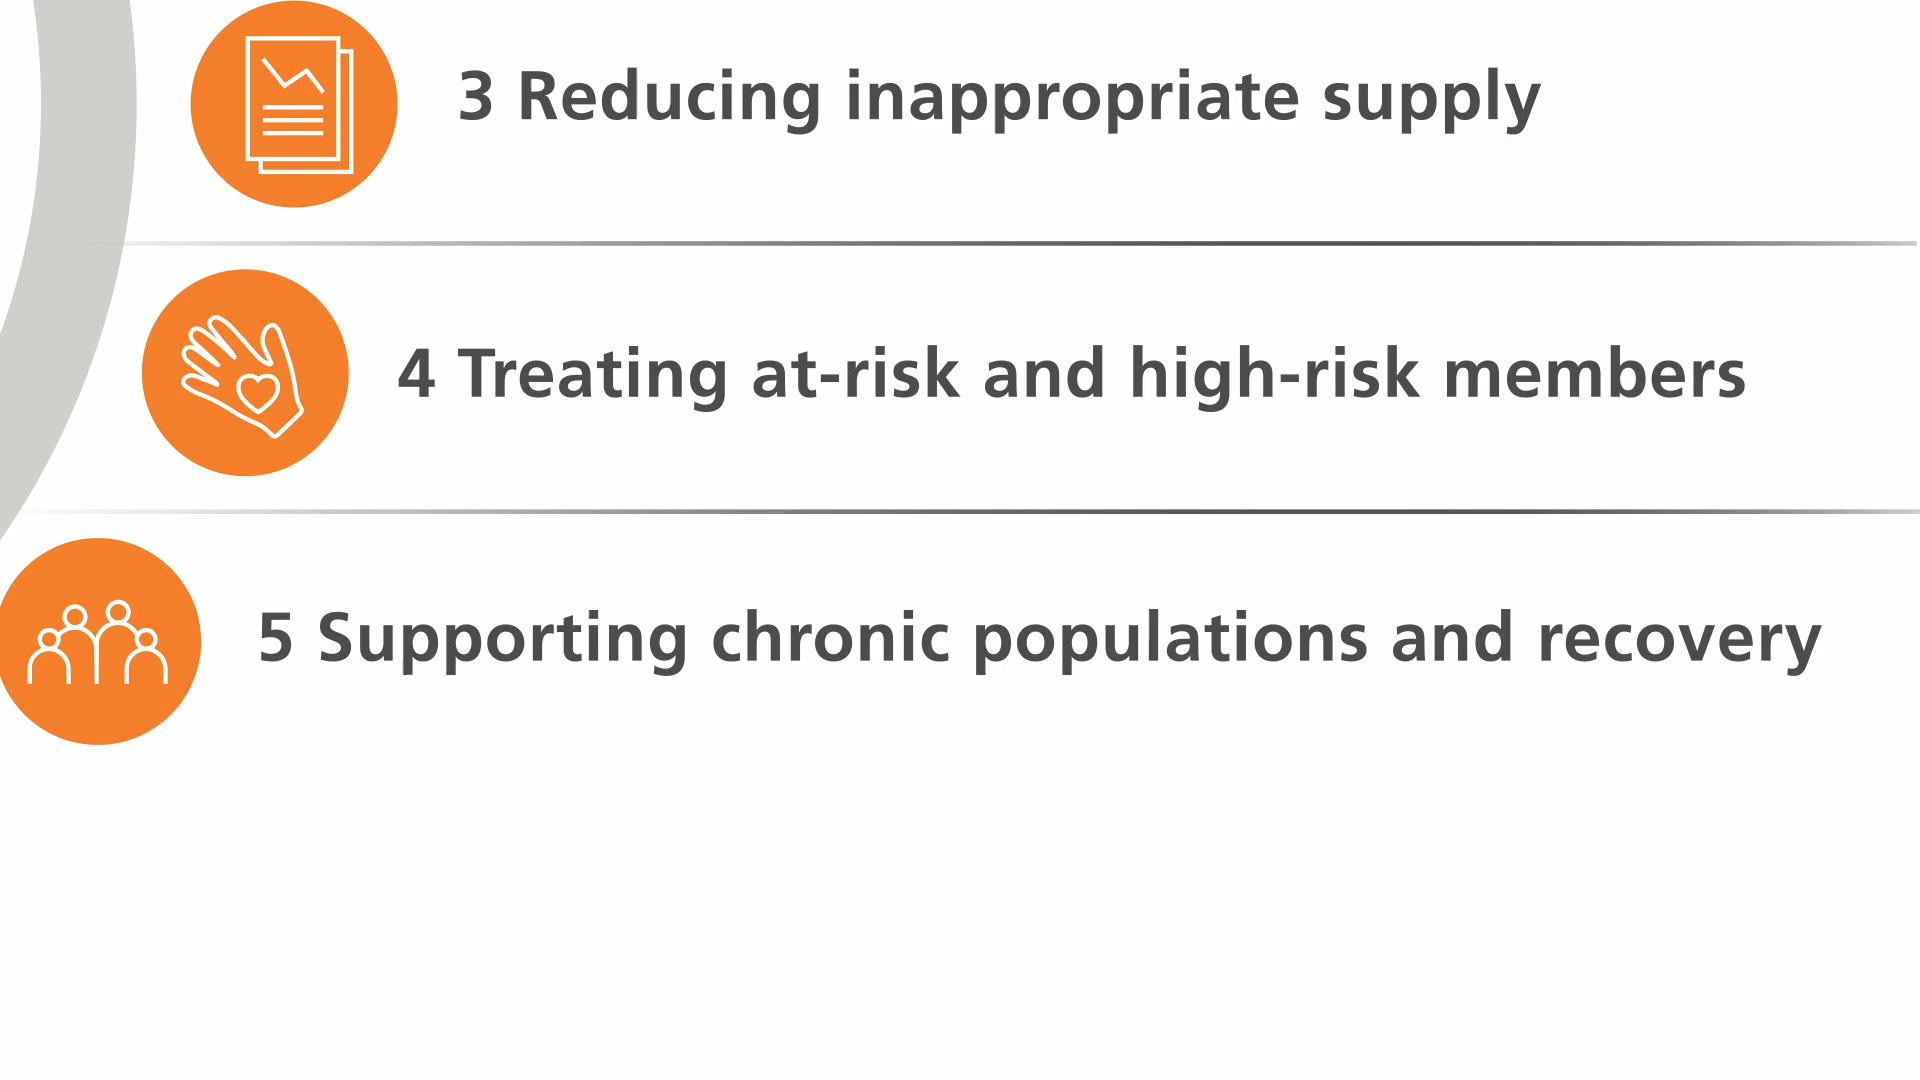 3 Reducing inappropriate supply
4 Treating at-risk and high-risk members
5 Supporting chronic populations and recovery